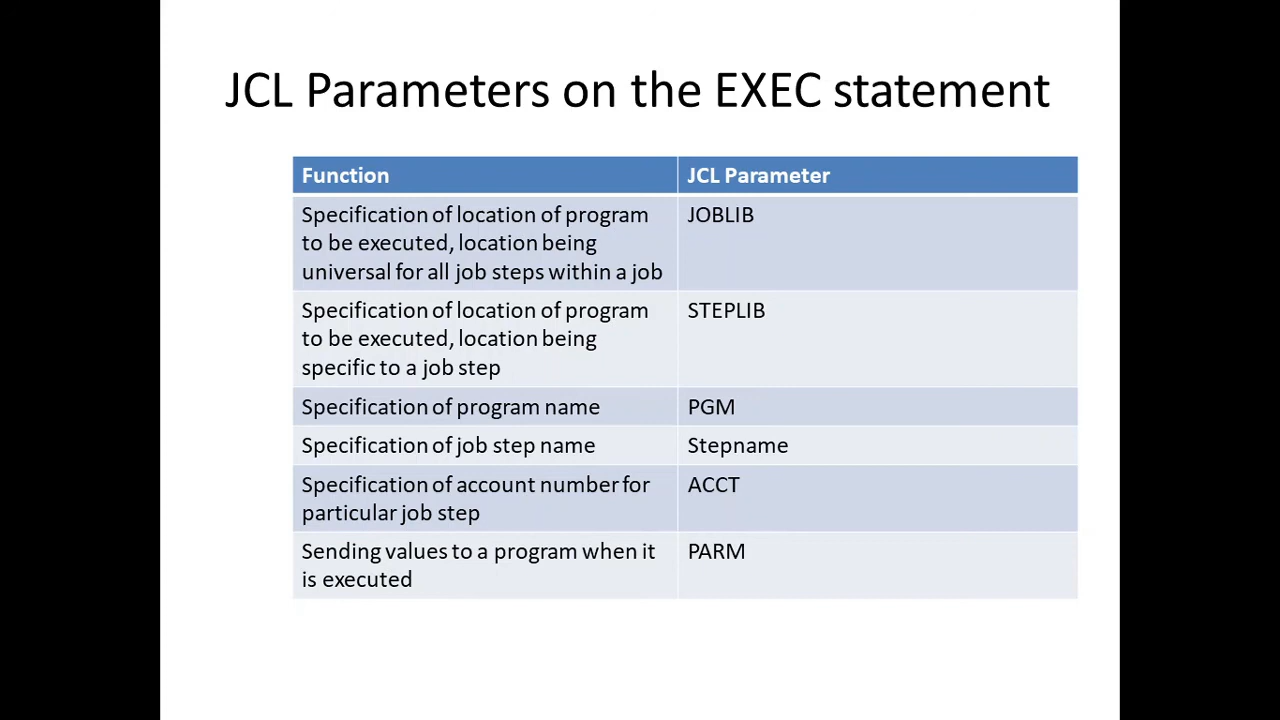 JCL Parameters on the EXEC statement
Function
JCL Parameter
Specification of location of program
to be executed, location being
universal for all job steps within a job
JOBLIB
Specification of location of program
to be executed, location being
specific to a job step
STEPLIB
Specification of program name
PGM
Specification of job step name
Stepname
Specification of account number for
particular job step
ACCT
Sending values to a program when it
is executed
PARM